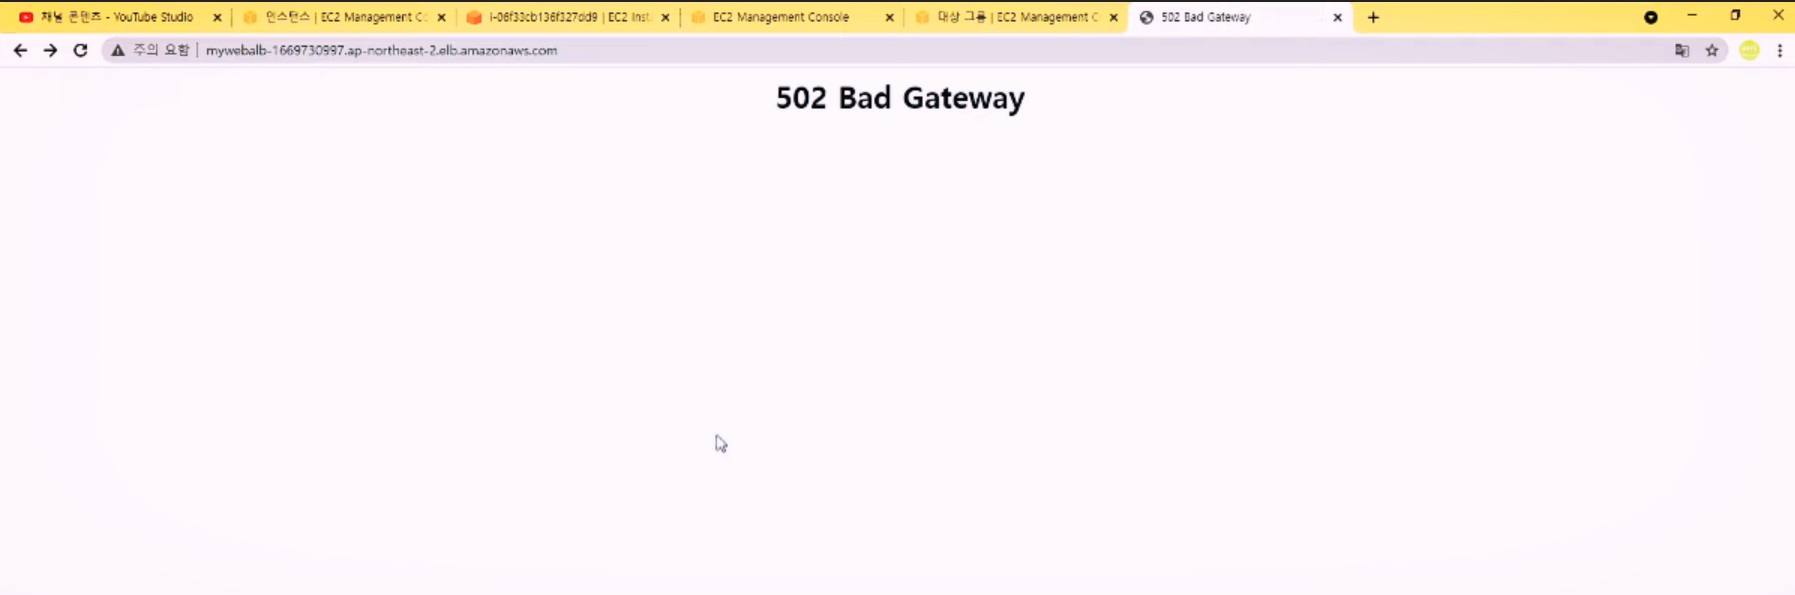 채널 콘텐츠 - YouTube Studio
인스턴스 | EC2 Management Co
i-06f33cb136f327dd9 | EC2 Inst
EC2 Management Console
대상 그룹 | EC2 Management C
502 Bad Gateway
주의 요함 | mywebalb-1669730997.ap-northeast-2.elb.amazonaws.com
502 Bad Gateway